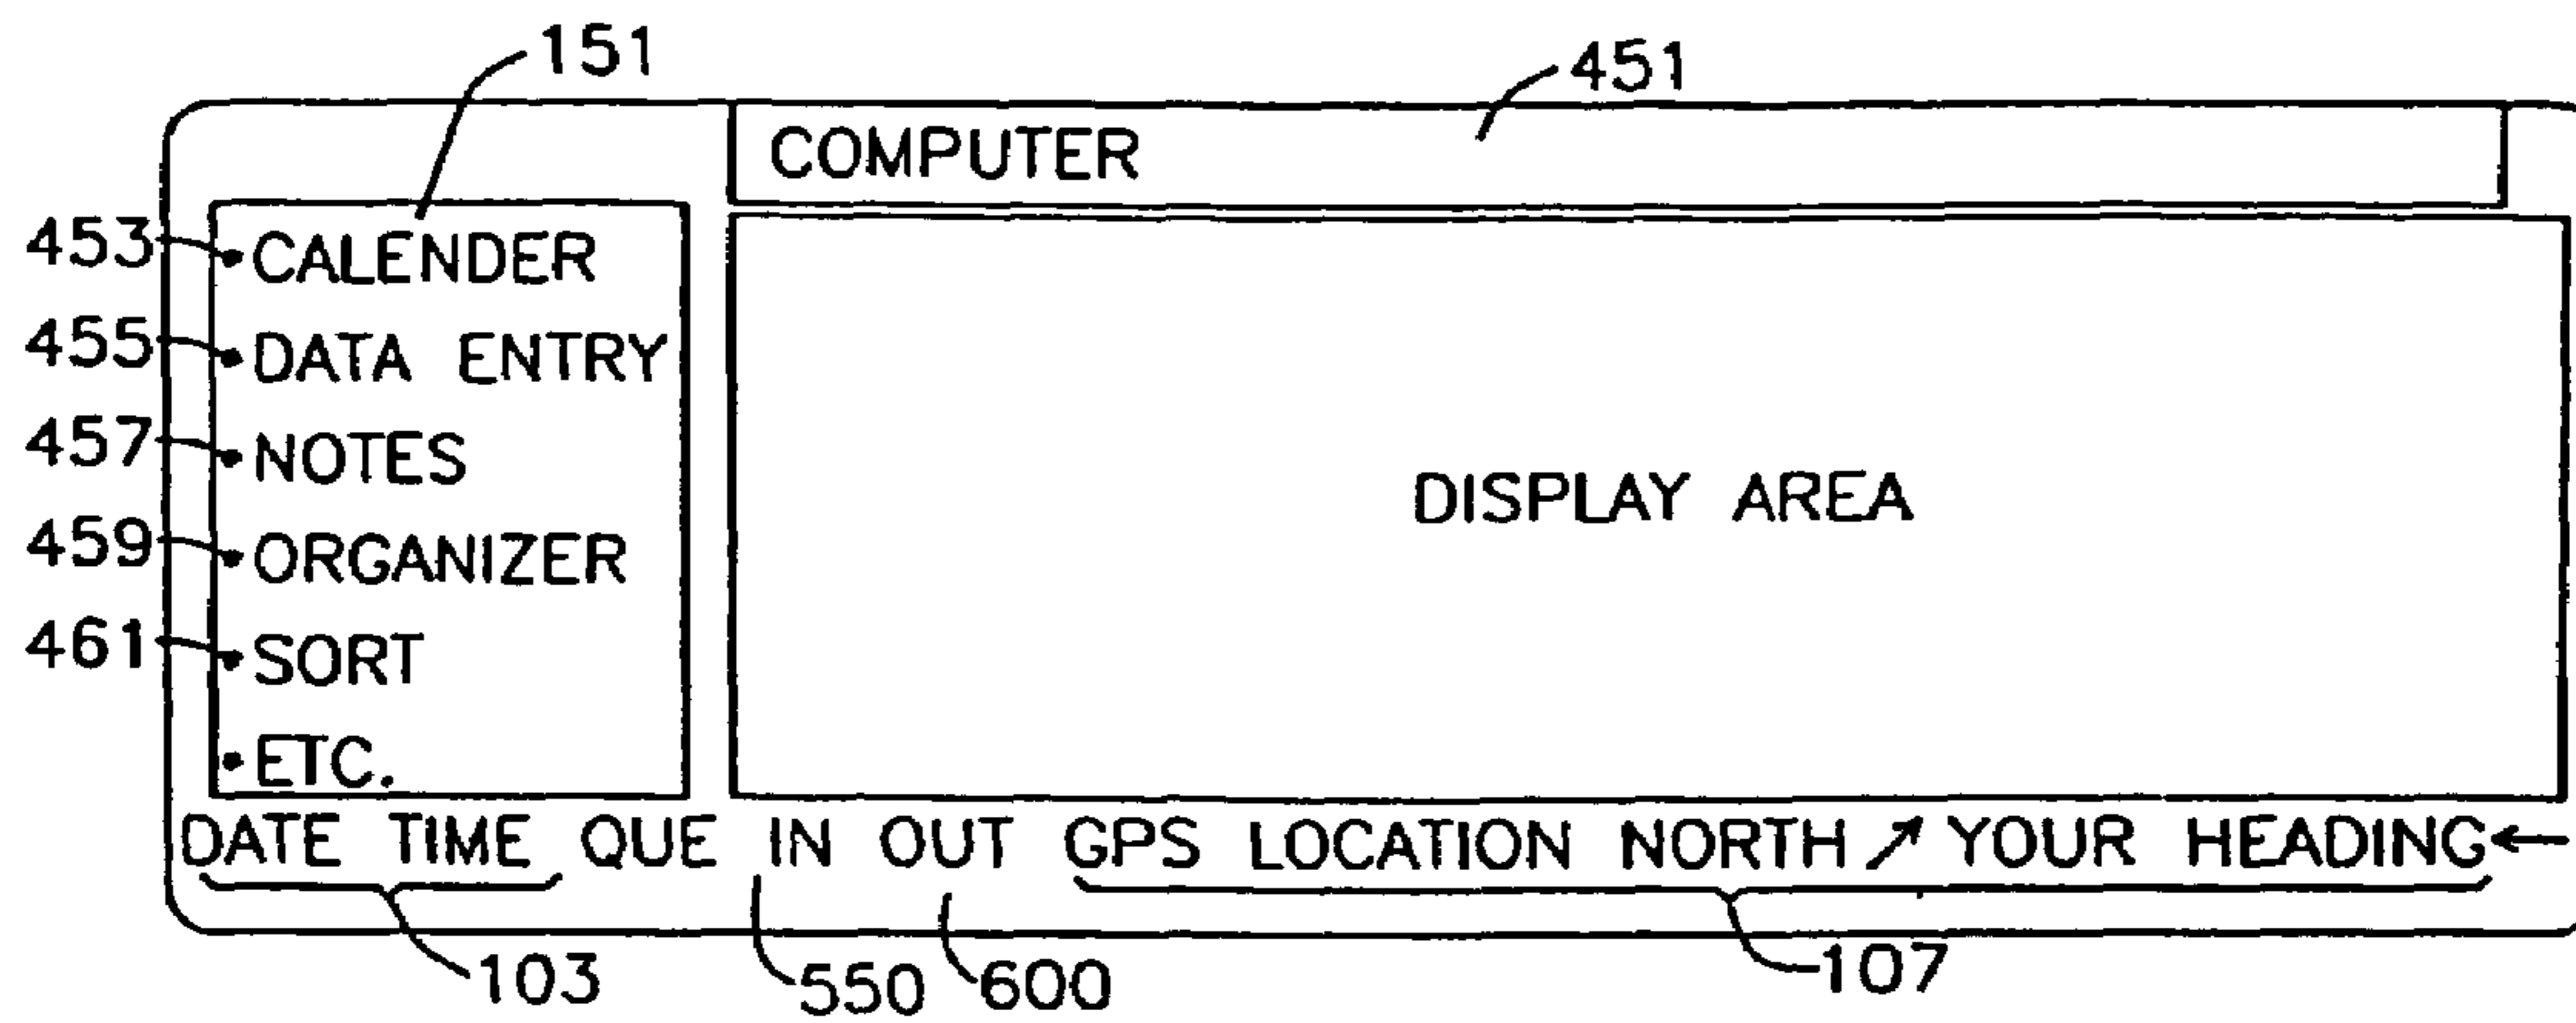 151
451
COMPUTER
453 • CALENDER
455 • DATA ENTRY
457 • NOTES
459 • ORGANIZER
461 • SORT
• ETC.
DISPLAY AREA
DATE TIME QUE IN OUT GPS LOCATION NORTH ↗ YOUR HEADING ←
103
550
600
107